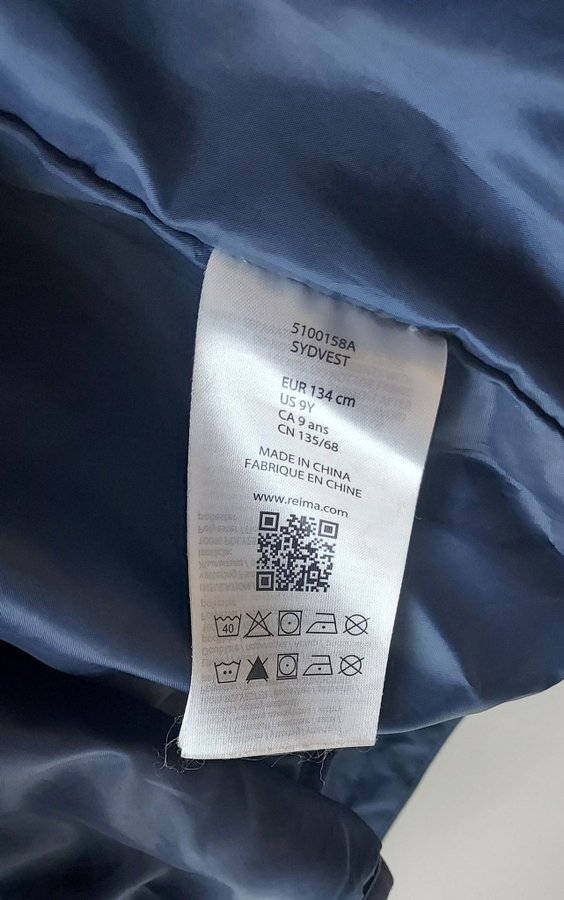 5100158A
SYDVEST
EUR 134 cm
US 9Y
CA 9 ans
CN 135/68
MADE IN CHINA
FABRIQUE EN CHINE
www.reima.com
40